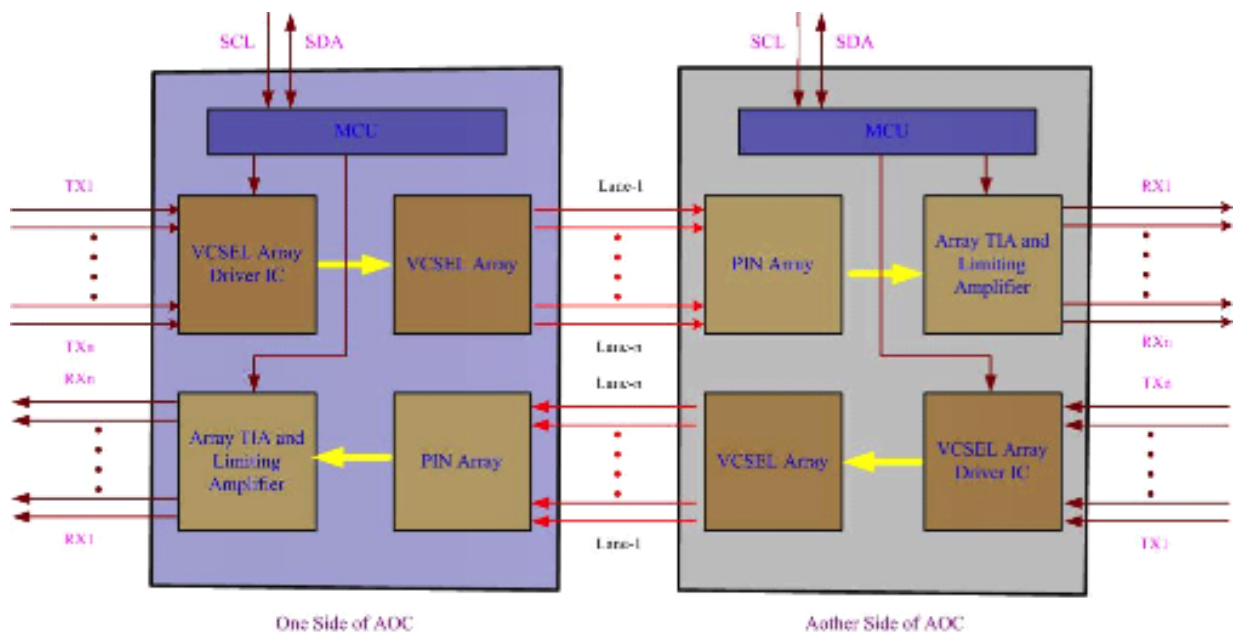 SCL
SDA
SCL
SDA
MCU
MCU
TX1
Lane-1
RX1
VCSEL Array
Driver IC
VCSEL Array
PIN Array
Array TIA and
Limiting
Amplifier
TXn
Lane-n
RXn
RXn
Lane-n
TXn
Array TIA and
Limiting
Amplifier
PIN Array
VCSEL Array
VCSEL Array
Driver IC
RX1
Lane-1
TX1
One Side of AOC
Aother Side of AOC